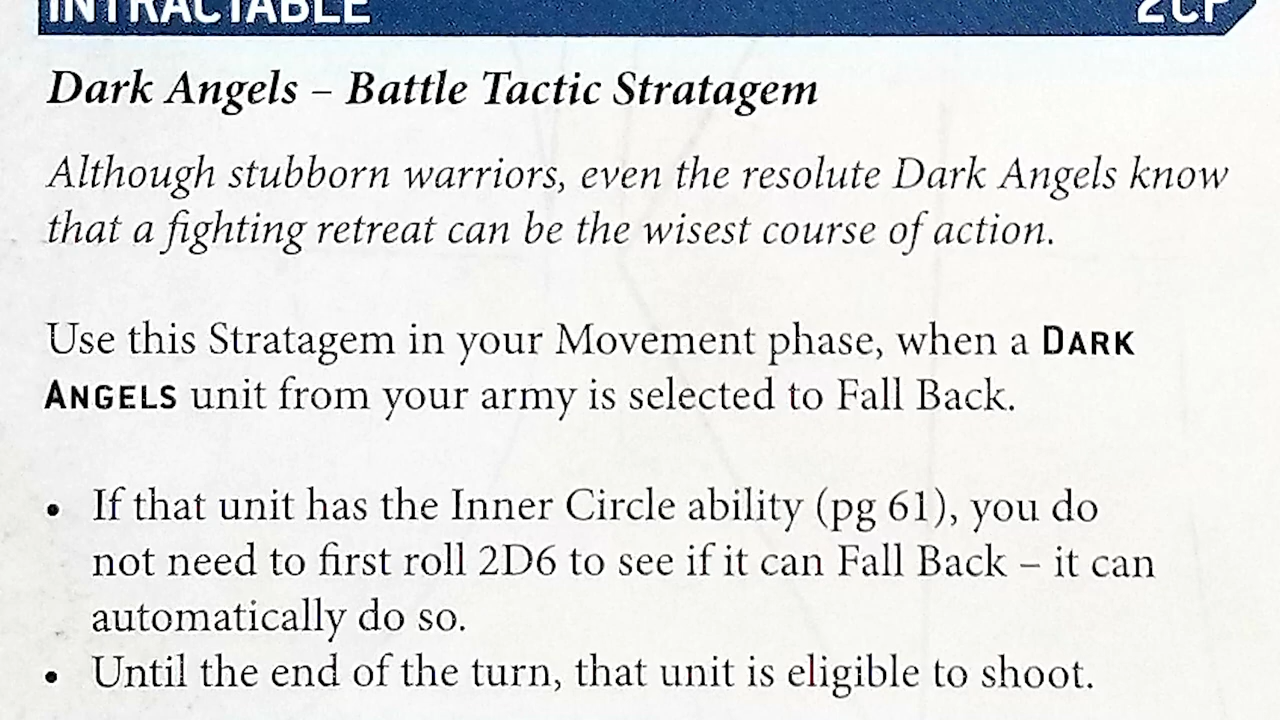 INTRACTABLE 2CP
Dark Angels – Battle Tactic Stratagem
Although stubborn warriors, even the resolute Dark Angels know
that a fighting retreat can be the wisest course of action.
Use this Stratagem in your Movement phase, when a DARK
ANGELS unit from your army is selected to Fall Back.
• If that unit has the Inner Circle ability (pg 61), you do
not need to first roll 2D6 to see if it can Fall Back – it can
automatically do so.
• Until the end of the turn, that unit is eligible to shoot.